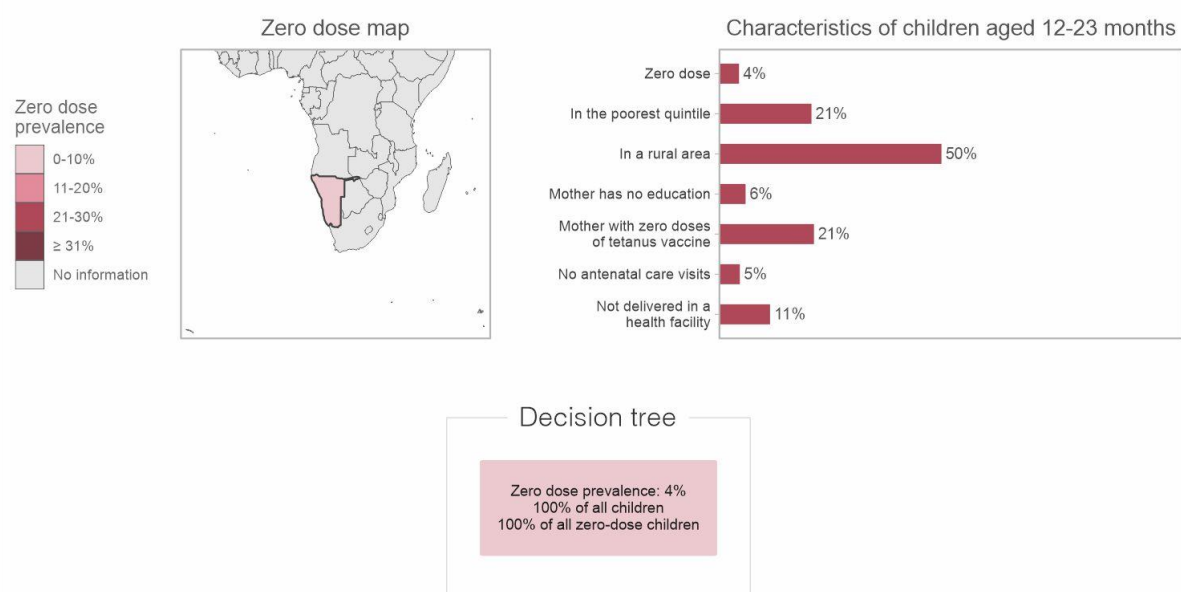 Zero dose map
Zero dose
prevalence
0-10%
11-20%
21-30%
≥ 31%
No information
Characteristics of children aged 12-23 months
Zero dose
4%
In the poorest quintile
21%
In a rural area
50%
Mother has no education
6%
Mother with zero doses
of tetanus vaccine
21%
No antenatal care visits
5%
Not delivered in a
health facility
11%
Decision tree
Zero dose prevalence: 4%
100% of all children
100% of all zero-dose children